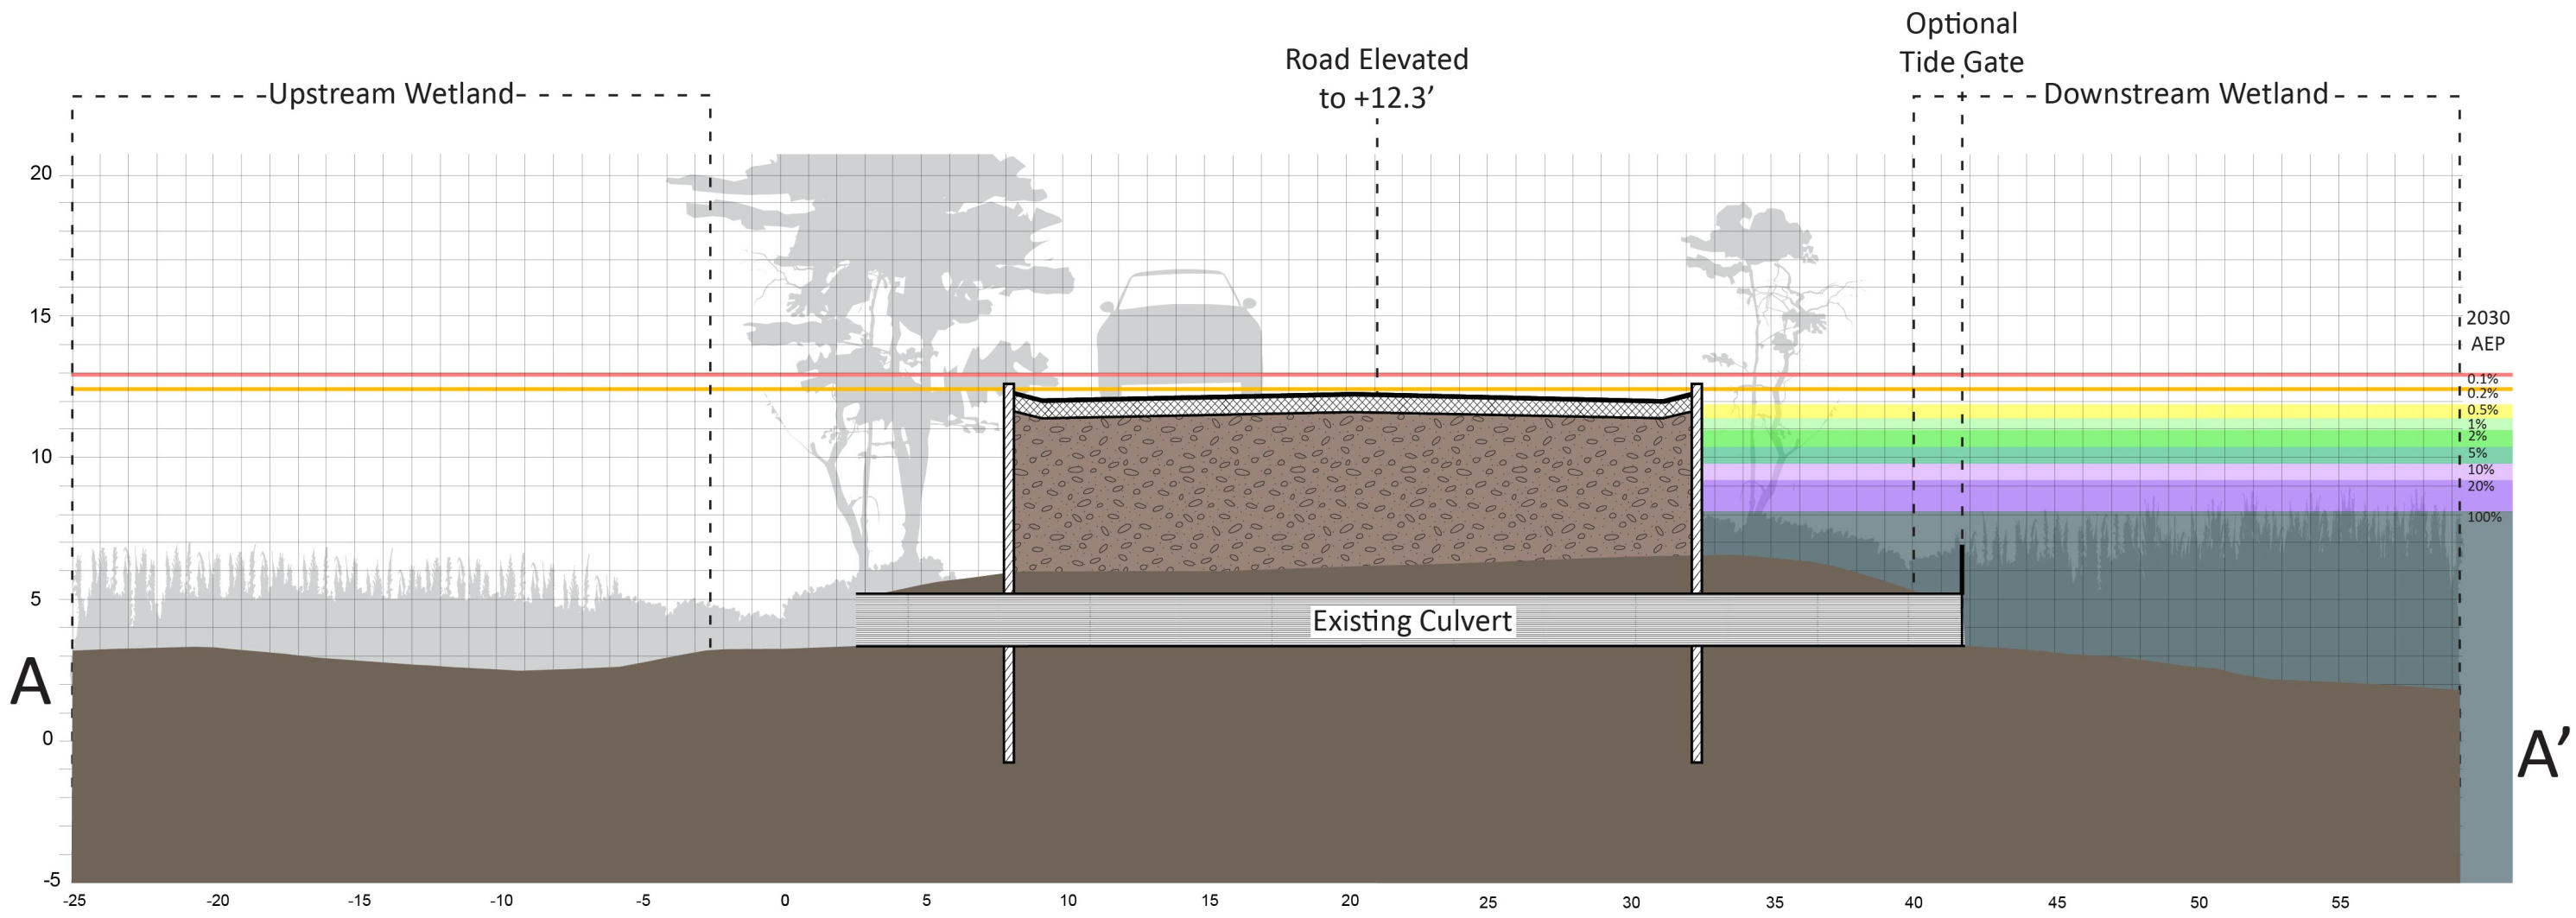 Optional
Tide Gate
Road Elevated
to +12.3’
Upstream Wetland
Downstream Wetland
20
15
10
5
0
-5
2030
AEP
0.1%
0.2%
0.5%
1%
2%
5%
10%
20%
100%
Existing Culvert
A
A’
-25 -20 -15 -10 -5 0 5 10 15 20 25 30 35 40 45 50 55